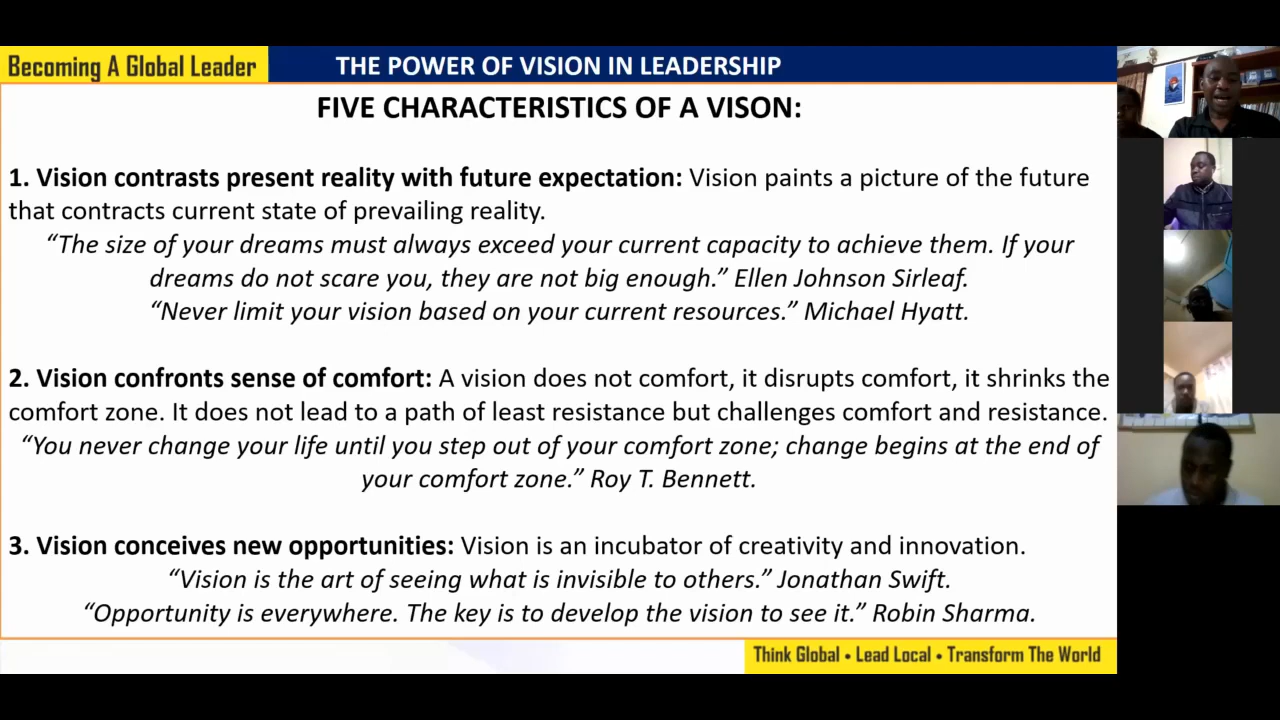 Becoming A Global Leader
THE POWER OF VISION IN LEADERSHIP
FIVE CHARACTERISTICS OF A VISON:
1. Vision contrasts present reality with future expectation: Vision paints a picture of the future
that contracts current state of prevailing reality.
“The size of your dreams must always exceed your current capacity to achieve them. If your
dreams do not scare you, they are not big enough.” Ellen Johnson Sirleaf.
“Never limit your vision based on your current resources.” Michael Hyatt.
2. Vision confronts sense of comfort: A vision does not comfort, it disrupts comfort, it shrinks the
comfort zone. It does not lead to a path of least resistance but challenges comfort and resistance.
“You never change your life until you step out of your comfort zone; change begins at the end of
your comfort zone.” Roy T. Bennett.
3. Vision conceives new opportunities: Vision is an incubator of creativity and innovation.
“Vision is the art of seeing what is invisible to others.” Jonathan Swift.
“Opportunity is everywhere. The key is to develop the vision to see it.” Robin Sharma.
Think Global • Lead Local • Transform The World